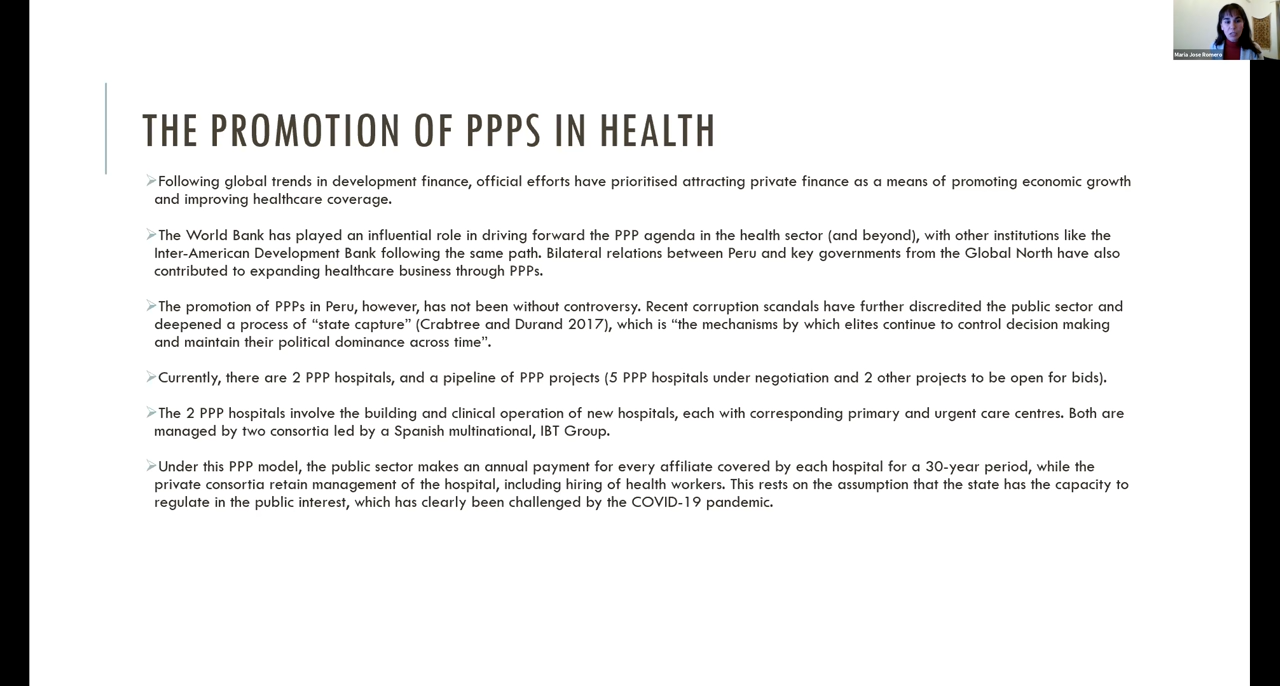 Maria Jose Romero
THE PROMOTION OF PPPS IN HEALTH
Following global trends in development finance, official efforts have prioritised attracting private finance as a means of promoting economic growth
and improving healthcare coverage.
The World Bank has played an influential role in driving forward the PPP agenda in the health sector (and beyond), with other institutions like the
Inter-American Development Bank following the same path. Bilateral relations between Peru and key governments from the Global North have also
contributed to expanding healthcare business through PPPs.
The promotion of PPPs in Peru, however, has not been without controversy. Recent corruption scandals have further discredited the public sector and
deepened a process of “state capture” (Crabtree and Durand 2017), which is “the mechanisms by which elites continue to control decision making
and maintain their political dominance across time”.
Currently, there are 2 PPP hospitals, and a pipeline of PPP projects (5 PPP hospitals under negotiation and 2 other projects to be open for bids).
The 2 PPP hospitals involve the building and clinical operation of new hospitals, each with corresponding primary and urgent care centres. Both are
managed by two consortia led by a Spanish multinational, IBT Group.
Under this PPP model, the public sector makes an annual payment for every affiliate covered by each hospital for a 30-year period, while the
private consortia retain management of the hospital, including hiring of health workers. This rests on the assumption that the state has the capacity to
regulate in the public interest, which has clearly been challenged by the COVID-19 pandemic.